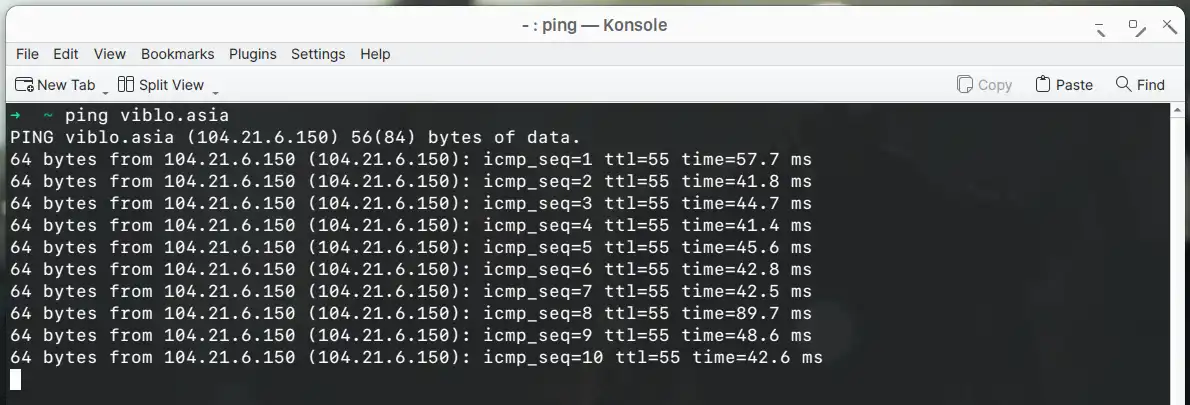 - : ping — Konsole
File Edit View Bookmarks Plugins Settings Help
New Tab Split View Copy Paste Find
➜ ~ ping viblo.asia
PING viblo.asia (104.21.6.150) 56(84) bytes of data.
64 bytes from 104.21.6.150 (104.21.6.150): icmp_seq=1 ttl=55 time=57.7 ms
64 bytes from 104.21.6.150 (104.21.6.150): icmp_seq=2 ttl=55 time=41.8 ms
64 bytes from 104.21.6.150 (104.21.6.150): icmp_seq=3 ttl=55 time=44.7 ms
64 bytes from 104.21.6.150 (104.21.6.150): icmp_seq=4 ttl=55 time=41.4 ms
64 bytes from 104.21.6.150 (104.21.6.150): icmp_seq=5 ttl=55 time=45.6 ms
64 bytes from 104.21.6.150 (104.21.6.150): icmp_seq=6 ttl=55 time=42.8 ms
64 bytes from 104.21.6.150 (104.21.6.150): icmp_seq=7 ttl=55 time=42.5 ms
64 bytes from 104.21.6.150 (104.21.6.150): icmp_seq=8 ttl=55 time=89.7 ms
64 bytes from 104.21.6.150 (104.21.6.150): icmp_seq=9 ttl=55 time=48.6 ms
64 bytes from 104.21.6.150 (104.21.6.150): icmp_seq=10 ttl=55 time=42.6 ms